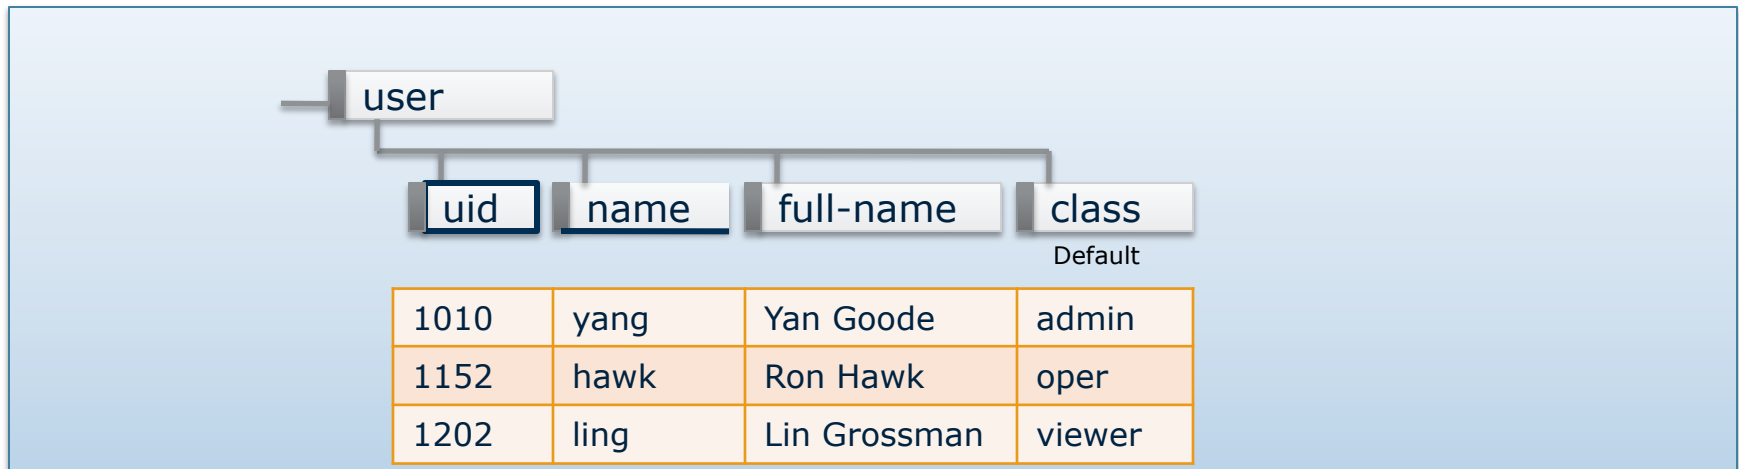 user
uid name full-name class
Default
1010 yang Yan Goode admin
1152 hawk Ron Hawk oper
1202 ling Lin Grossman viewer